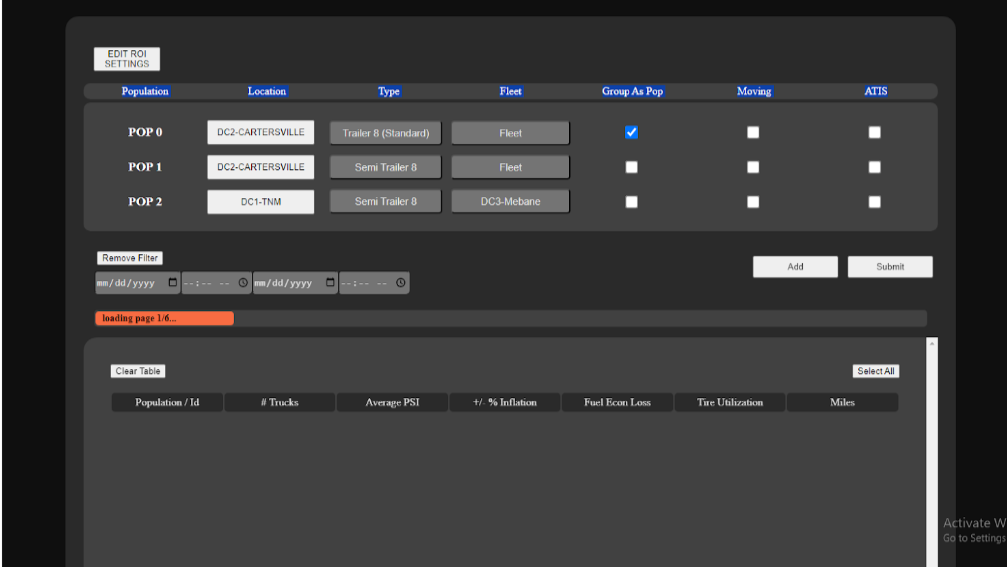 EDIT ROI
SETTINGS
Population Location Type Fleet Group As Pop Moving ATIS
POP 0 DC2-CARTERSVILLE Trailer 8 (Standard) Fleet
POP 1 DC2-CARTERSVILLE Semi Trailer 8 Fleet
POP 2 DC1-TNM Semi Trailer 8 DC3-Mebane
Remove Filter
Add Submit
mm/dd/yyyy --:-- -- mm/dd/yyyy --:-- --
loading page 1/6...
Clear Table Select All
Population / Id # Trucks Average PSI +/- % Inflation Fuel Econ Loss Tire Utilization Miles
Activate W
Go to Settings